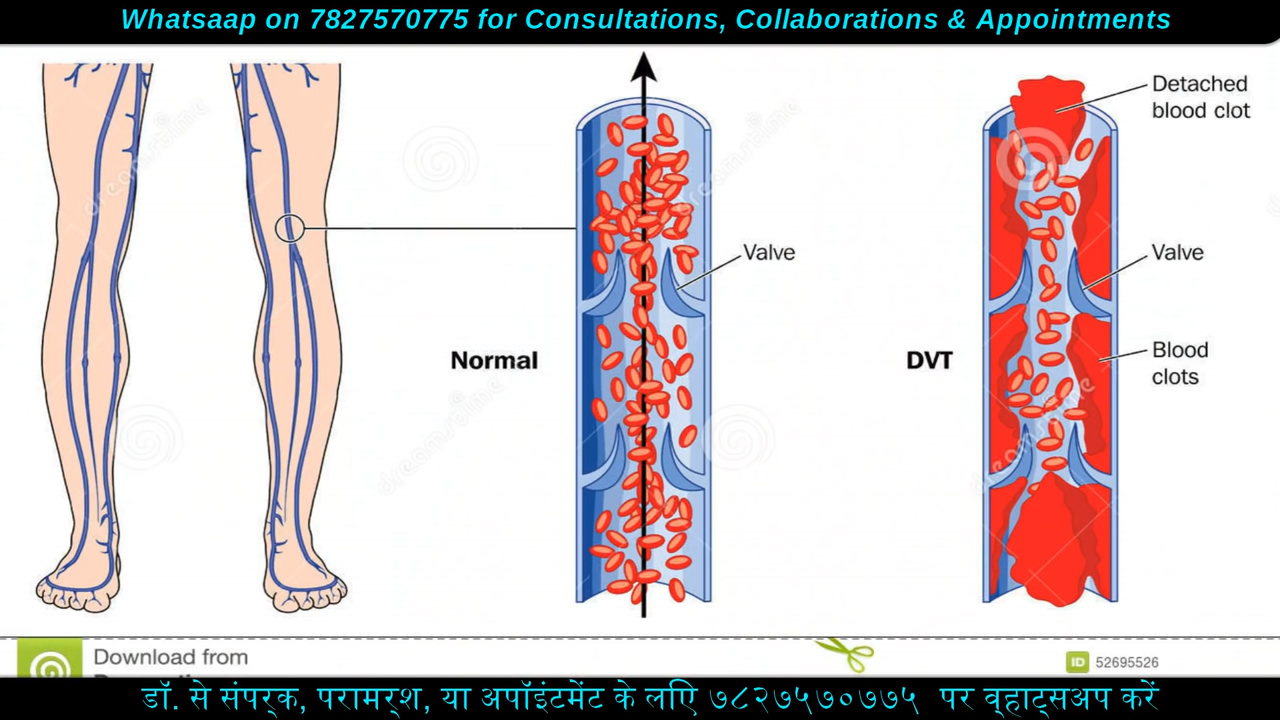 Whatsaap on 7827570775 for Consultations, Collaborations & Appointments
Detached
blood clot
Valve
Valve
Normal
DVT
Blood
clots
Download from
ID 52695526
डॉ. से संपर्क, परामर्श, या अपॉइंटमेंट के लिए ७८२७५७०७७५ पर व्हाट्सअप करें